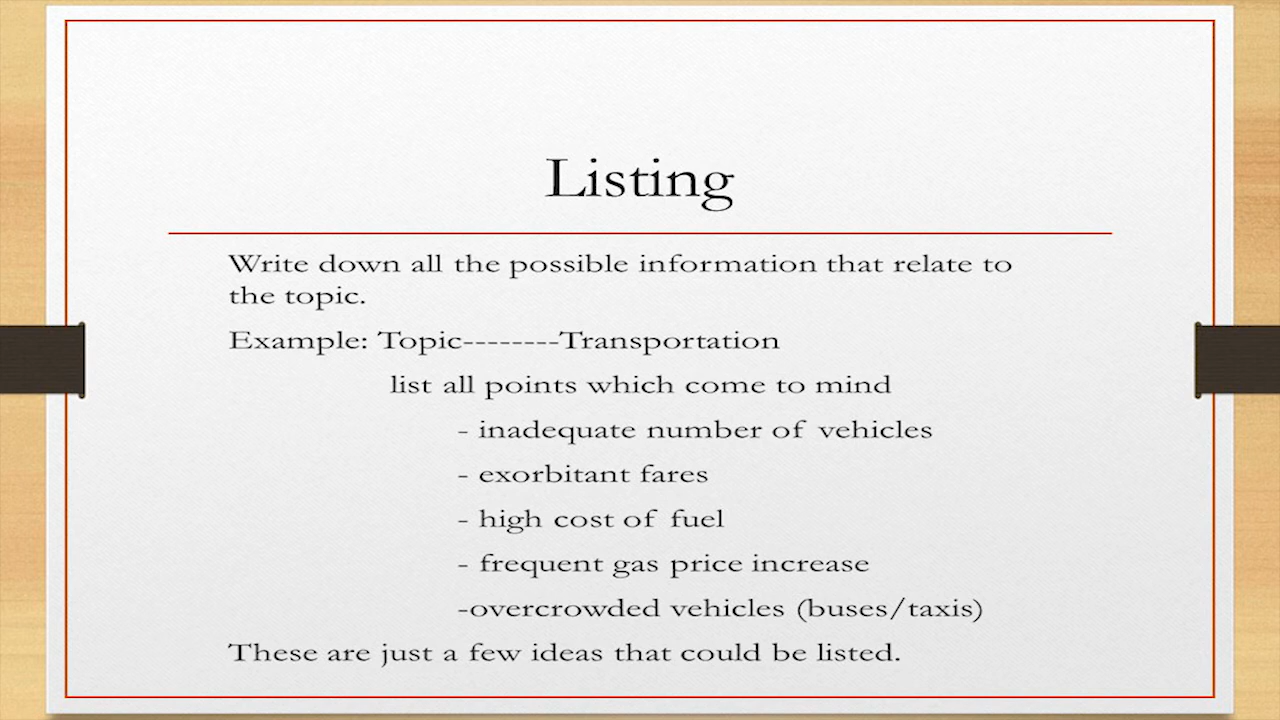 Listing
Write down all the possible information that relate to
the topic.
Example: Topic--------Transportation
list all points which come to mind
- inadequate number of vehicles
- exorbitant fares
- high cost of fuel
- frequent gas price increase
-overcrowded vehicles (buses/taxis)
These are just a few ideas that could be listed.